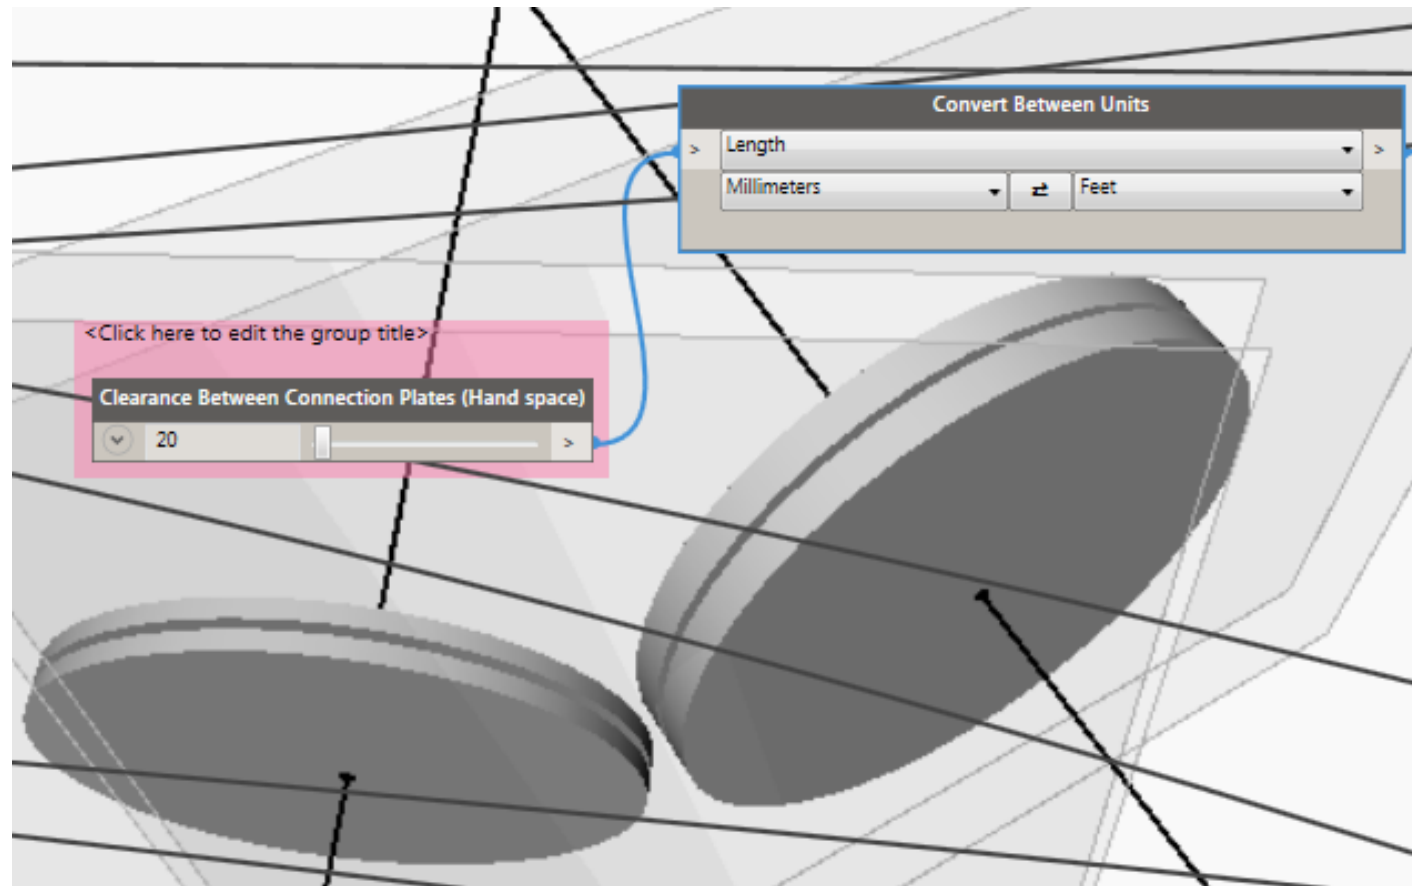 Convert Between Units
> Length >
Millimeters ⇄ Feet
<Click here to edit the group title>
Clearance Between Connection Plates (Hand space)
20 >